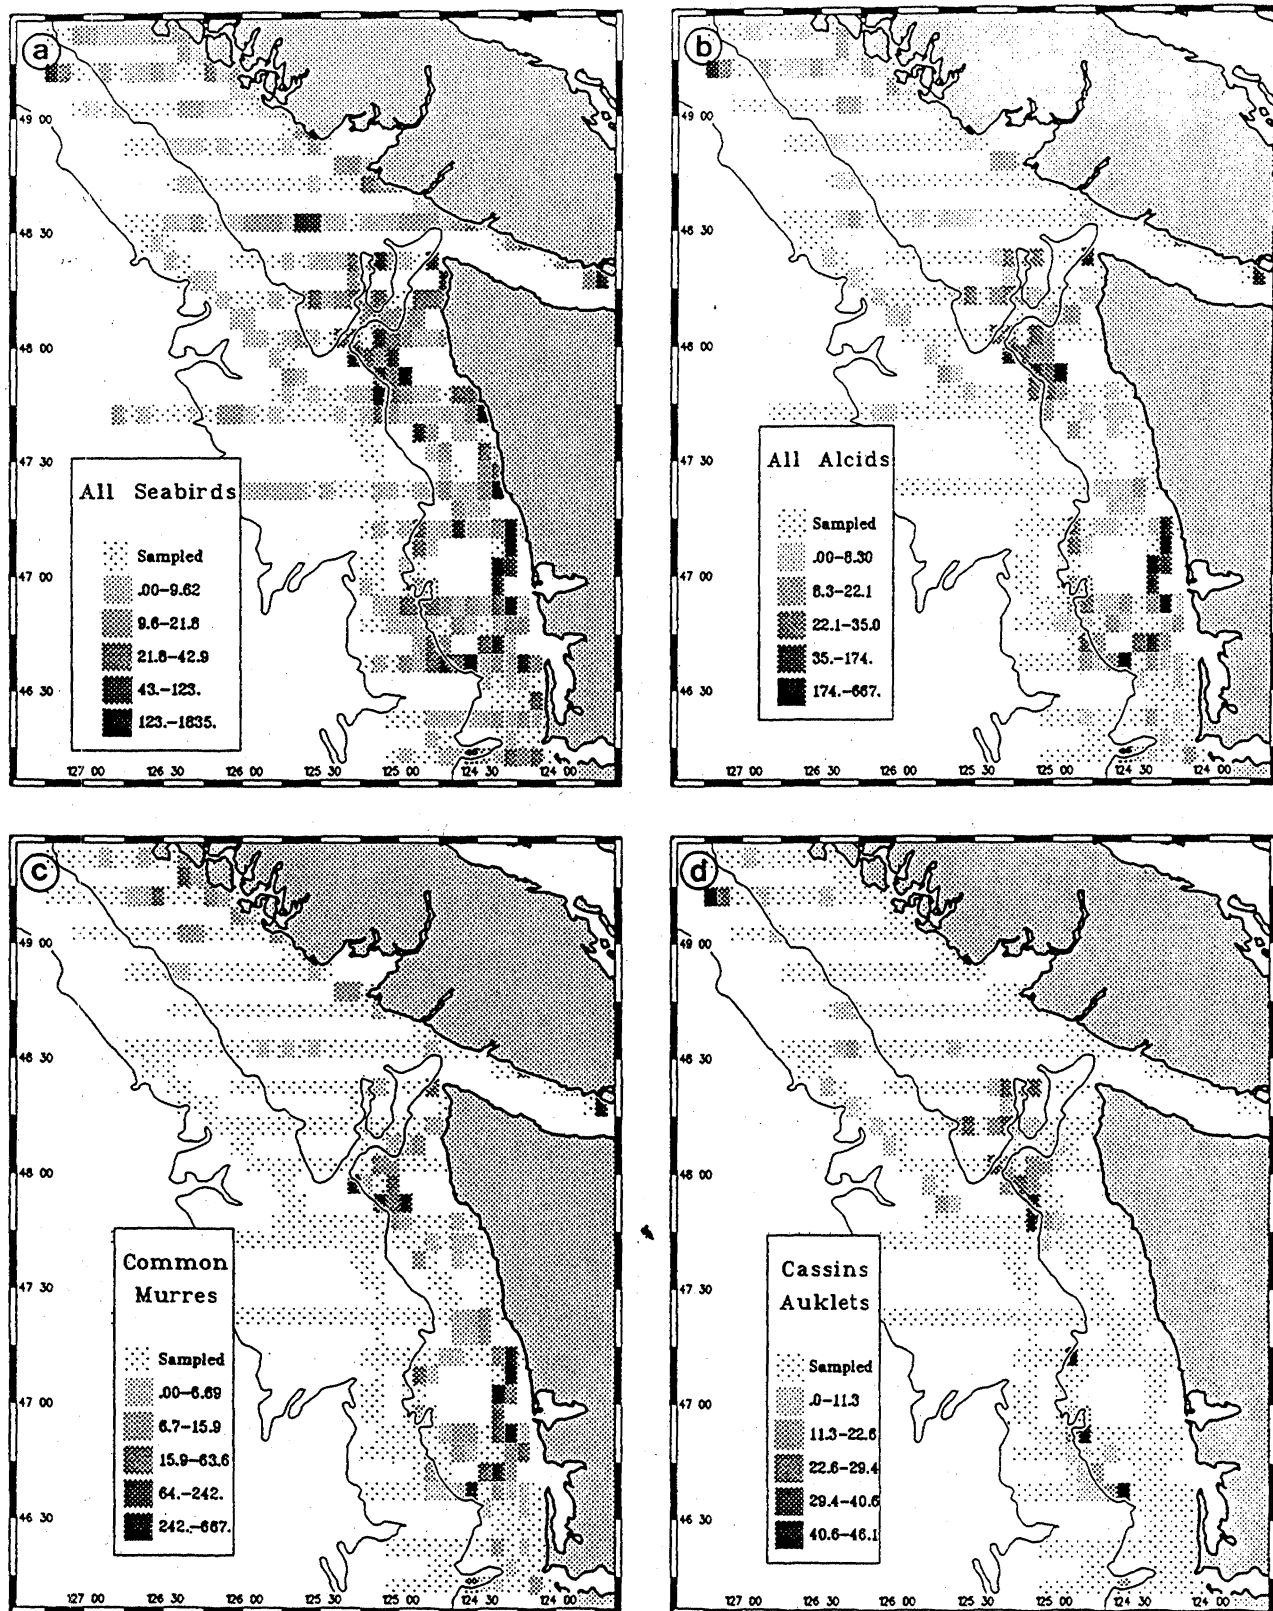 a
49 00
48 30
48 00
47 30
47 00
46 30
All Seabirds
Sampled
.00-9.62
9.6-21.8
21.8-42.9
43.-123.
123.-1835.
127 00 126 30 126 00 125 30 125 00 124 30 124 00
b
49 00
48 30
48 00
47 30
47 00
46 30
All Alcids
Sampled
.00-8.30
8.3-22.1
22.1-35.0
35.-174.
174.-667.
127 00 126 30 126 00 125 30 125 00 124 30 124 00
c
49 00
48 30
48 00
47 30
47 00
46 30
Common
Murres
Sampled
.00-6.69
6.7-15.9
15.9-63.6
64.-242.
242.-667.
127 00 126 30 126 00 125 30 125 00 124 30 124 00
d
49 00
48 30
48 00
47 30
47 00
46 30
Cassins
Auklets
Sampled
.0-11.3
11.3-22.6
22.6-29.4
29.4-40.6
40.6-46.1
127 00 126 30 126 00 125 30 125 00 124 30 124 00